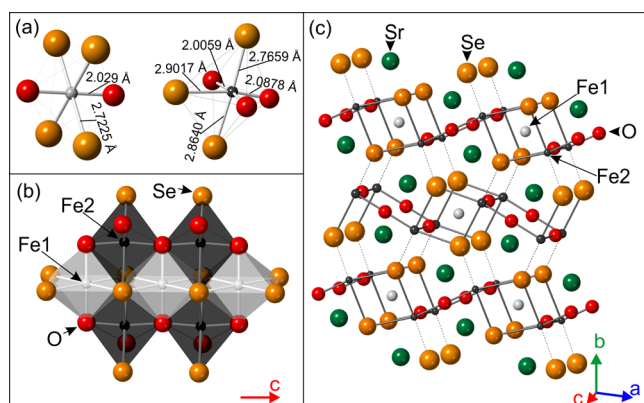 (a)
2.0059 Å
2.7659 Å
2.029 Å
2.9017 Å
2.0878 Å
2.7225 Å
2.8640 Å
(b)
Se
Fe2
Fe1
O
c
(c)
Sr
Se
Fe1
O
Fe2
b
c
a